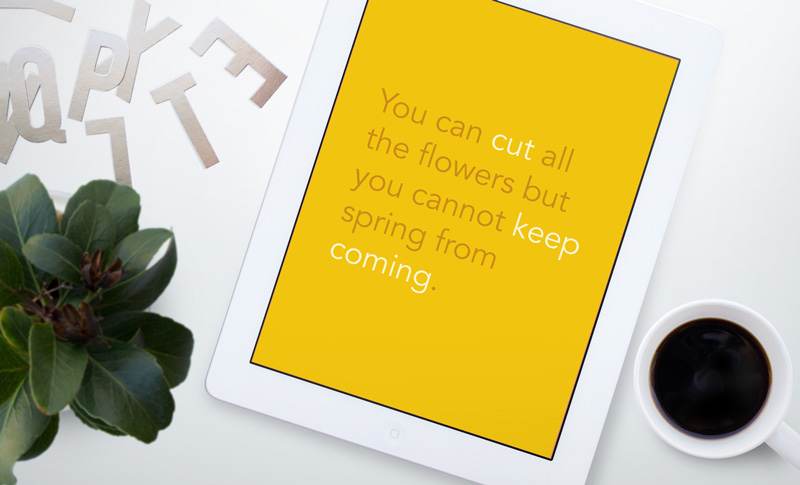 You can cut all
the flowers but
you cannot keep
spring from
coming.